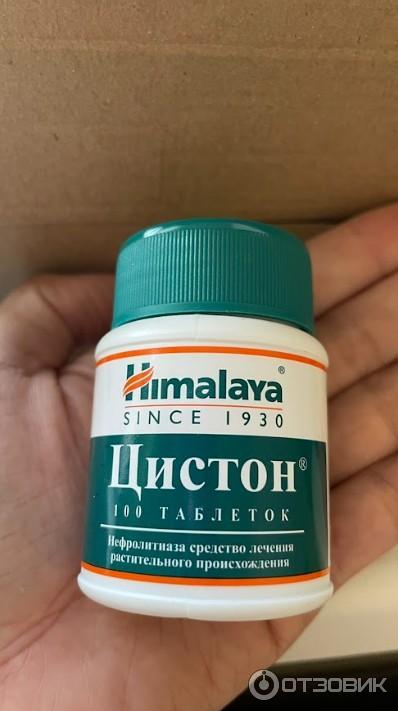 Himalaya®
SINCE 1930
Цистон®
100 ТАБЛЕТОК
Нефролитиаза средство лечения
растительного происхождения
ОТЗОВИК